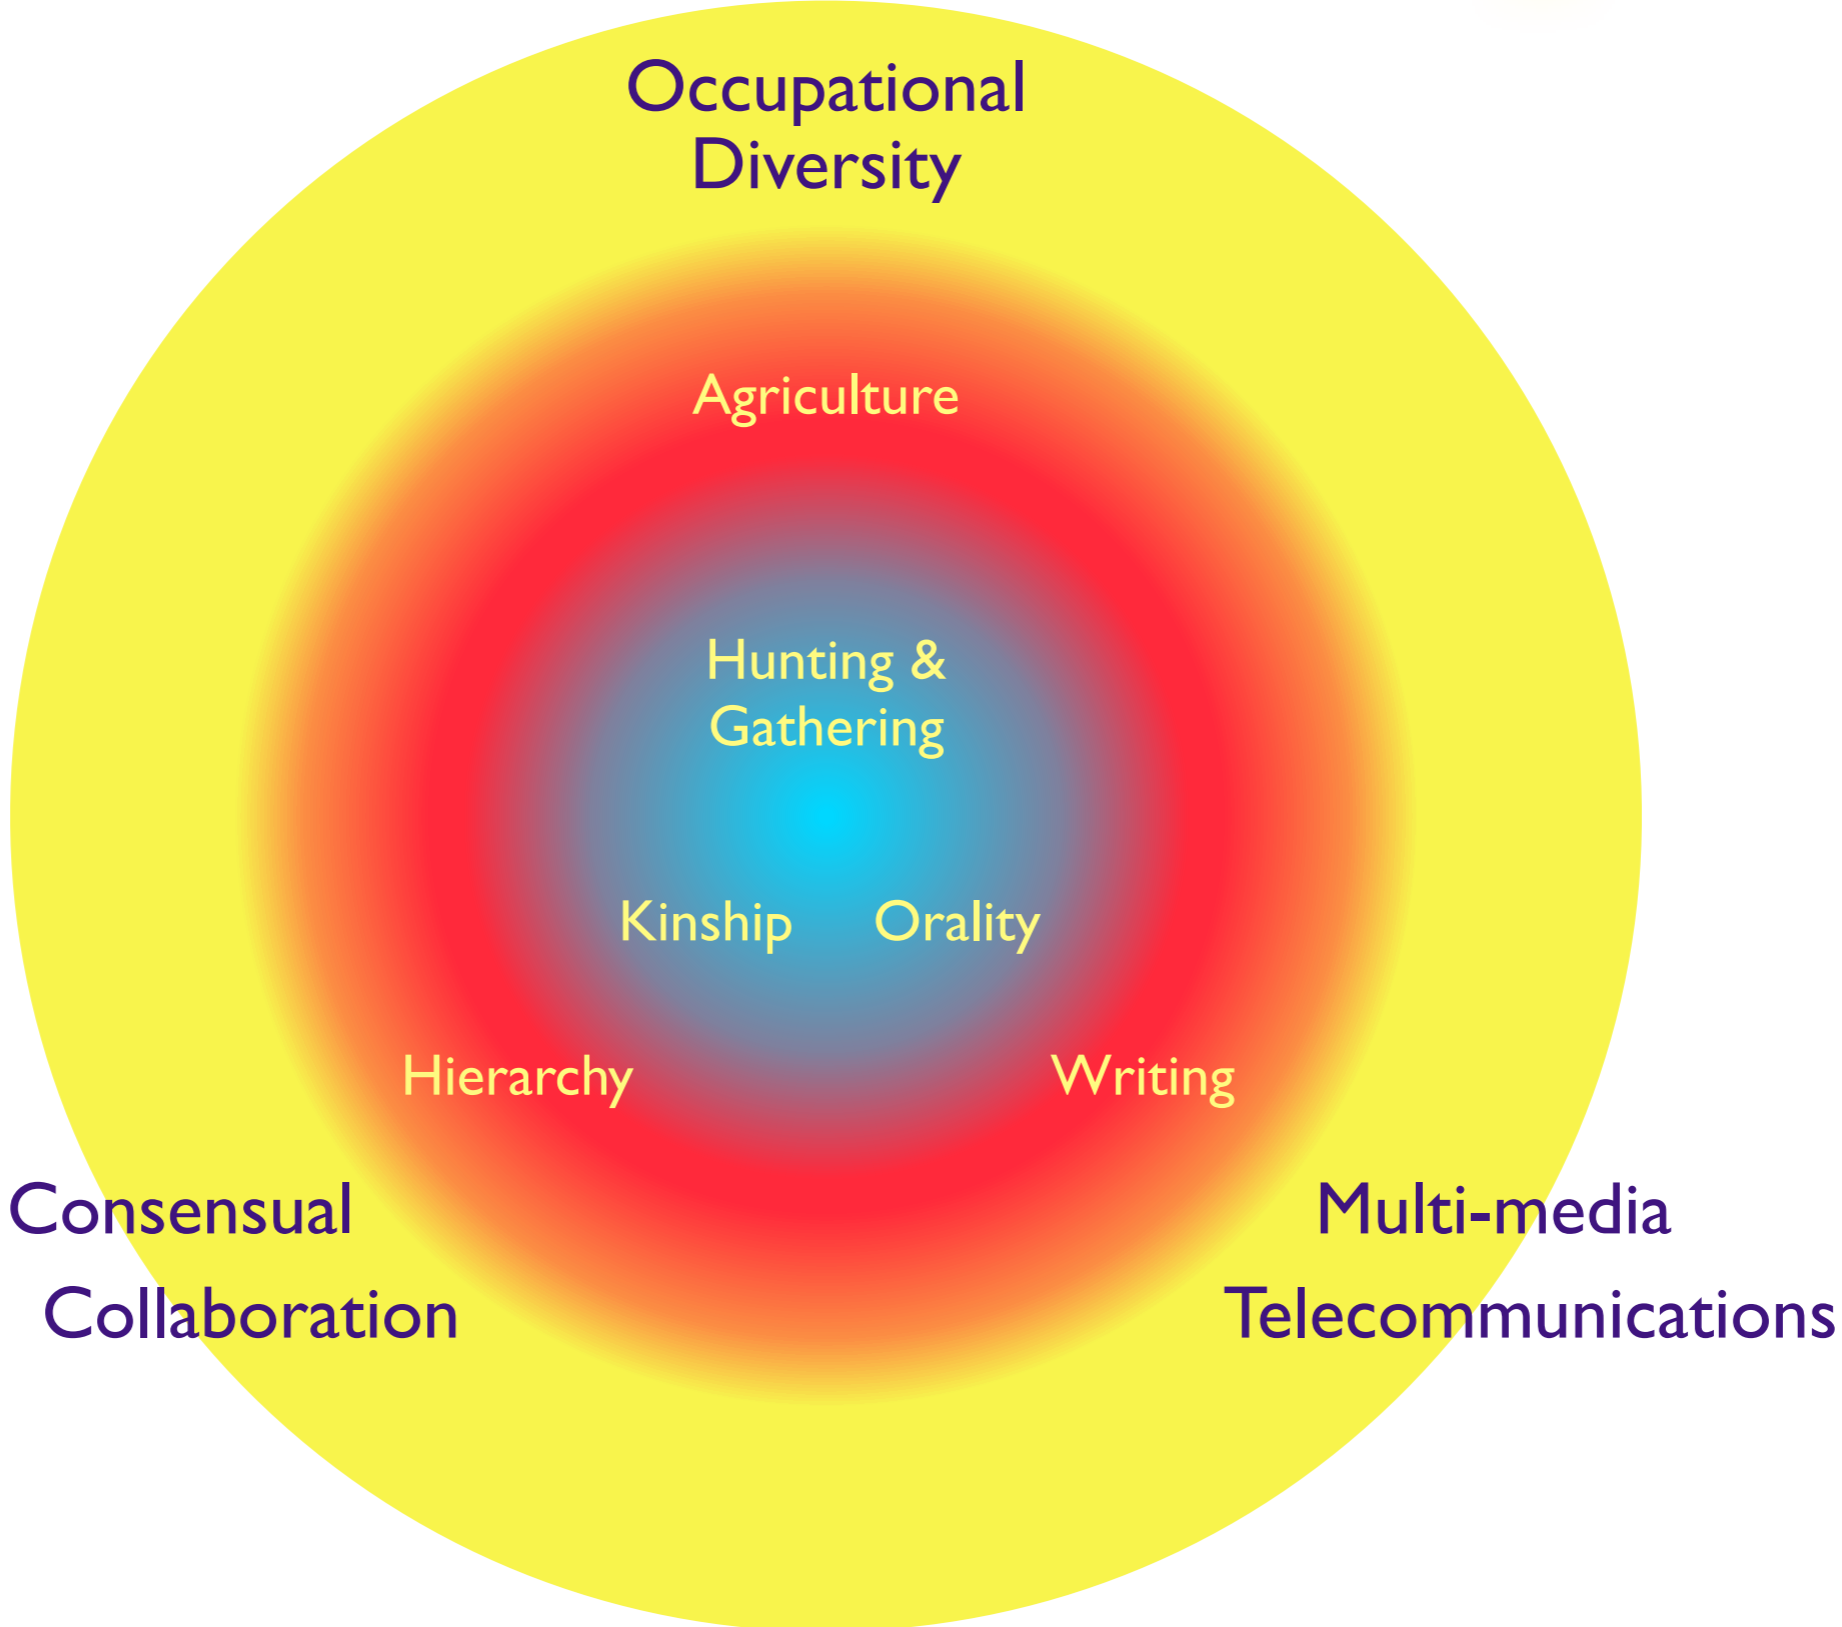 Occupational
Diversity
Agriculture
Hunting &
Gathering
Kinship
Orality
Hierarchy
Writing
Consensual
Collaboration
Multi-media
Telecommunications